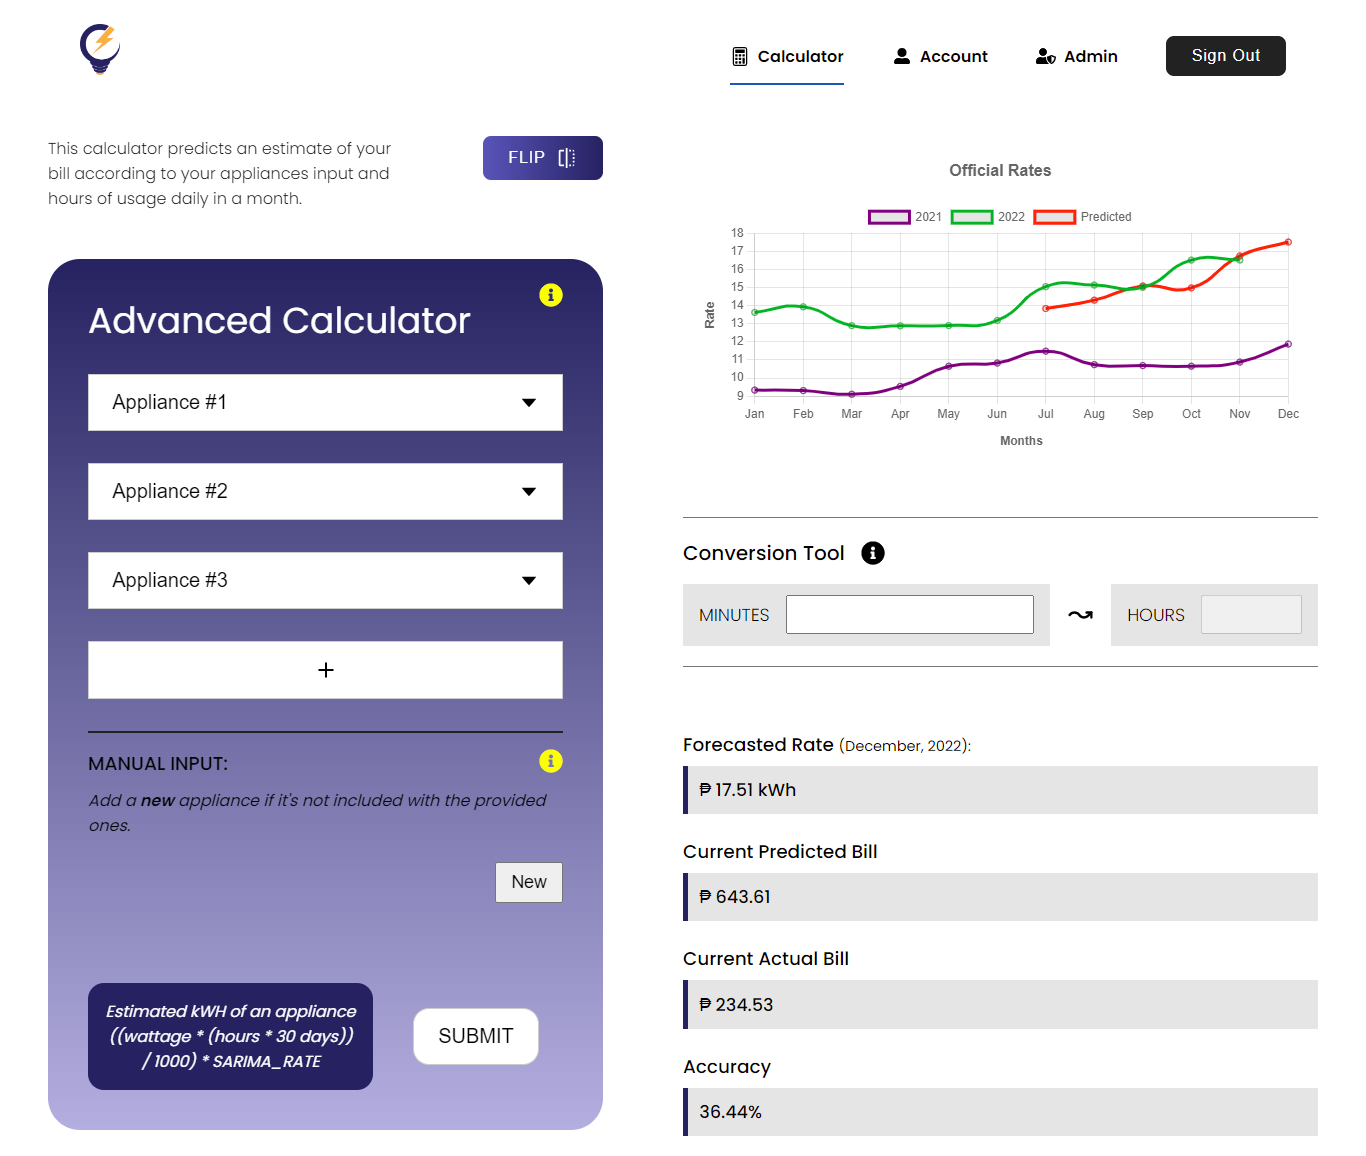 Calculator
Account
Admin
Sign Out
This calculator predicts an estimate of your
bill according to your appliances input and
hours of usage daily in a month.
FLIP
Advanced Calculator
Appliance #1
Appliance #2
Appliance #3
+
MANUAL INPUT:
Add a new appliance if it's not included with the provided
ones.
New
Estimated kWH of an appliance
((wattage * (hours * 30 days))
/ 1000) * SARIMA_RATE
SUBMIT
Official Rates
2021 2022 Predicted
18
17
16
15
14
13
12
11
10
9
Rate
Jan Feb Mar Apr May Jun Jul Aug Sep Oct Nov Dec
Months
Conversion Tool
MINUTES
HOURS
Forecasted Rate (December, 2022):
₱ 17.51 kWh
Current Predicted Bill
₱ 643.61
Current Actual Bill
₱ 234.53
Accuracy
36.44%